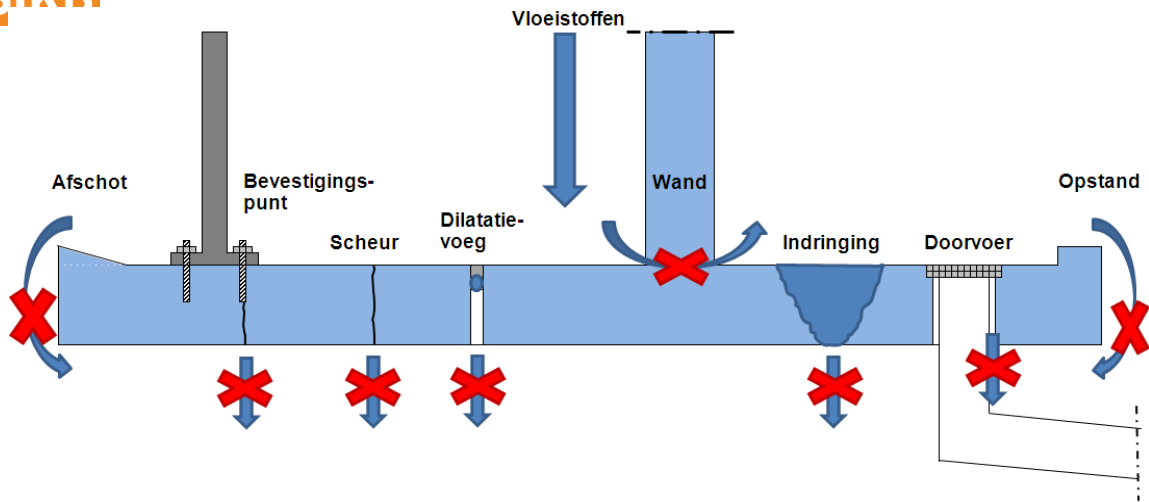 Vloeistoffen
Afschot
Bevestigings-
punt
Scheur
Dilatatie-
voeg
Wand
Indringing
Doorvoer
Opstand